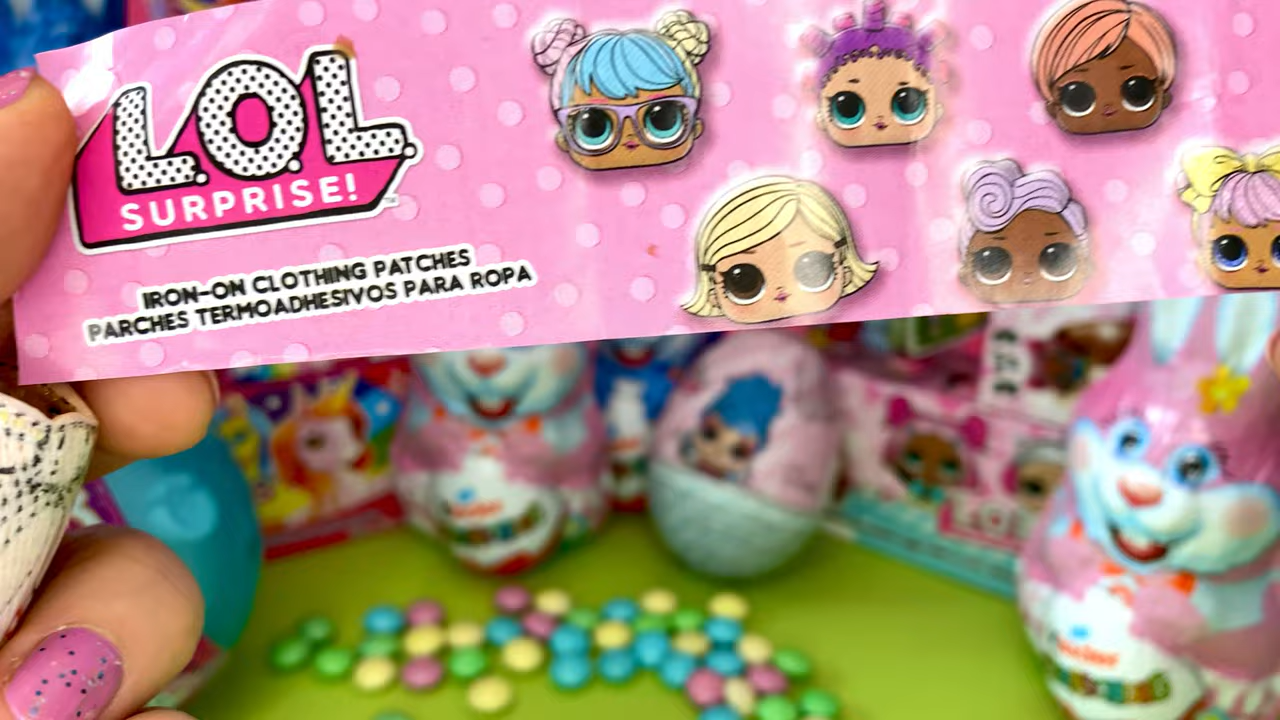 L.O.L.
SURPRISE!
IRON-ON CLOTHING PATCHES
PARCHES TERMOADHESIVOS PARA ROPA